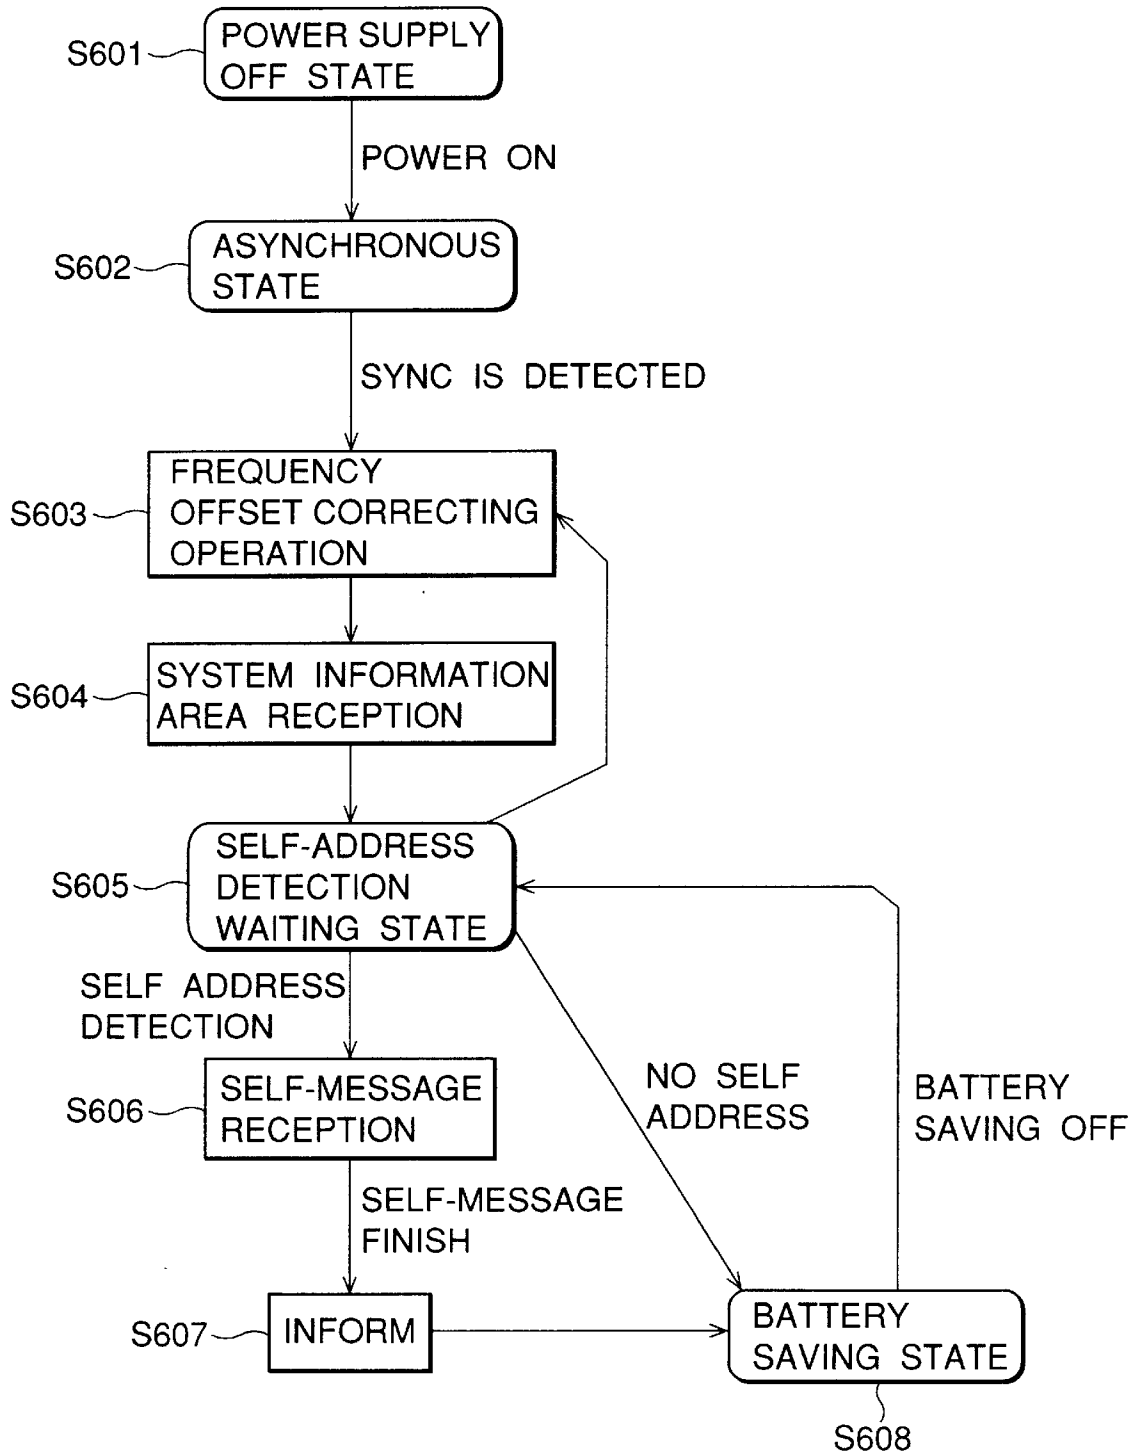 S601
POWER SUPPLY
OFF STATE
POWER ON
S602
ASYNCHRONOUS
STATE
SYNC IS DETECTED
S603
FREQUENCY
OFFSET CORRECTING
OPERATION
S604
SYSTEM INFORMATION
AREA RECEPTION
S605
SELF-ADDRESS
DETECTION
WAITING STATE
SELF ADDRESS
DETECTION
NO SELF
ADDRESS
BATTERY
SAVING OFF
S606
SELF-MESSAGE
RECEPTION
SELF-MESSAGE
FINISH
S607
INFORM
BATTERY
SAVING STATE
S608